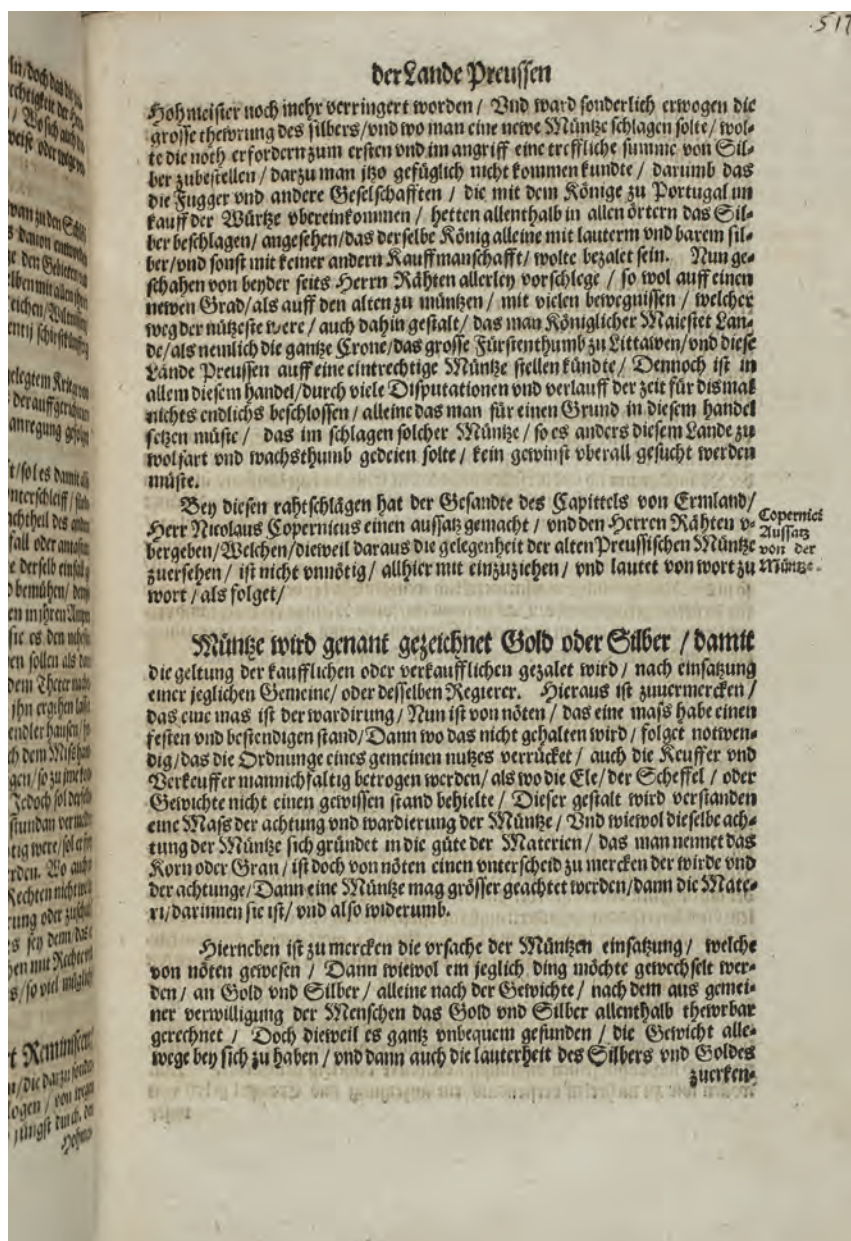 517
der Lande Preussen
Hohmeister noch mehr verringert worden / Vnd ward sonderlich erwogen die
grosse thewrung des silbers/vnd wo man eine newe Müntze schlagen solte/wol-
te die noth erfordern zum ersten vnd im angriff eine treffliche summe von Sil-
ber zubestellen / darzu man itzo gefüglich nicht kommen kundte / darumb das
die Fugger vnd andere Geselschafften / die mit dem Könige zu Portugal im
kauff der Würtze vbereinkommen / hetten allenthalb in allen örtern das Sil-
ber beschlagen/ angesehen/das derselbe König alleine mit lauterm vnd barem sil-
ber/vnd sonst mit keiner andern Kauffmanschafft/ wolte bezalet sein. Nun ge-
schahen von beyder seits Herrn Rähten allerley vorschlege / so wol auff einen
newen Grad/als auff den alten zu müntzen / mit vielen bewegnissen / welcher
weg der nützeste were / auch dahin gestalt/ das man Königlicher Maiestet Lan-
de/als nemlich die gantze Crone/das grosse Fürstenthumb zu Littawen/vnd diese
Lande Preussen auff eine eintrechtige Müntze stellen kündte/ Dennoch ist in
allem diesem handel/durch viele Disputationen vnd verlauff der zeit für dismal
nichts endlichs beschlossen / alleine das man für einen Grund in diesem handel
setzen müste / das im schlagen solcher Müntze / so es anders diesem Lande zu
wolfart vnd wachsthumb gedeien solte / kein gewinst vberall gesucht werden
müste.
Bey diesen rahtschlägen hat der Gesandte des Capittels von Ermland/
Herr Nicolaus Copernicus einen aussatz gemacht / vnd den Herren Rähten v-
bergeben/Welchen/dieweil daraus die gelegenheit der alten Preussischen Müntze
zuersehen / ist nicht vnnötig / allhier mit einzuziehen / vnd lautet von wort zu
wort / als folget/
Copernici
Aussatz
von der
Müntze.
Müntze wird genant gezeichnet Gold oder Silber / damit
die geltung der kaufflichen oder verkaufflichen gezalet wird / nach einsatzung
einer jeglichen Gemeine/ oder desselben Regierer. Hieraus ist zuuermercken /
das eine mas ist der wardirung / Nun ist von nöten / das eine mass habe einen
festen vnd bestendigen stand/Dann wo das nicht gehalten wird / folget notwen-
dig/das die Ordnunge eines gemeinen nutzes verrücket / auch die Keuffer vnd
Verkeuffer mannichfaltig betrogen werden/ als wo die Ele/der Scheffel / oder
Gewichte nicht einen gewissen stand behielte / Dieser gestalt wird verstanden
eine Mass der achtung vnd wardierung der Müntze / Vnd wiewol dieselbe ach-
tung der Müntze sich gründet in die güte der Materien / das man nennet das
Korn oder Gran / ist doch von nöten einen vnterscheid zu mercken der wirde vnd
der achtunge/Dann eine Müntze mag grösser geachtet werden/dann die Mate-
ri/darinnen sie ist/ vnd also widerumb.
Hierneben ist zu mercken die vrsache der Müntzen einsatzung / welche
von nöten gewesen / Dann wiewol ein jeglich ding möchte gewechselt wer-
den / an Gold vnd Silber / alleine nach der Gewichte / nach dem aus gemei-
ner verwilligung der Menschen das Gold vnd Silber allenthalb thewrbar
gerechnet / Doch dieweil es gantz vnbequem gefunden / die Gewicht alle-
wege bey sich zu haben / vnd dann auch die lauterheit des Silbers vnd Goldes
zuerken-